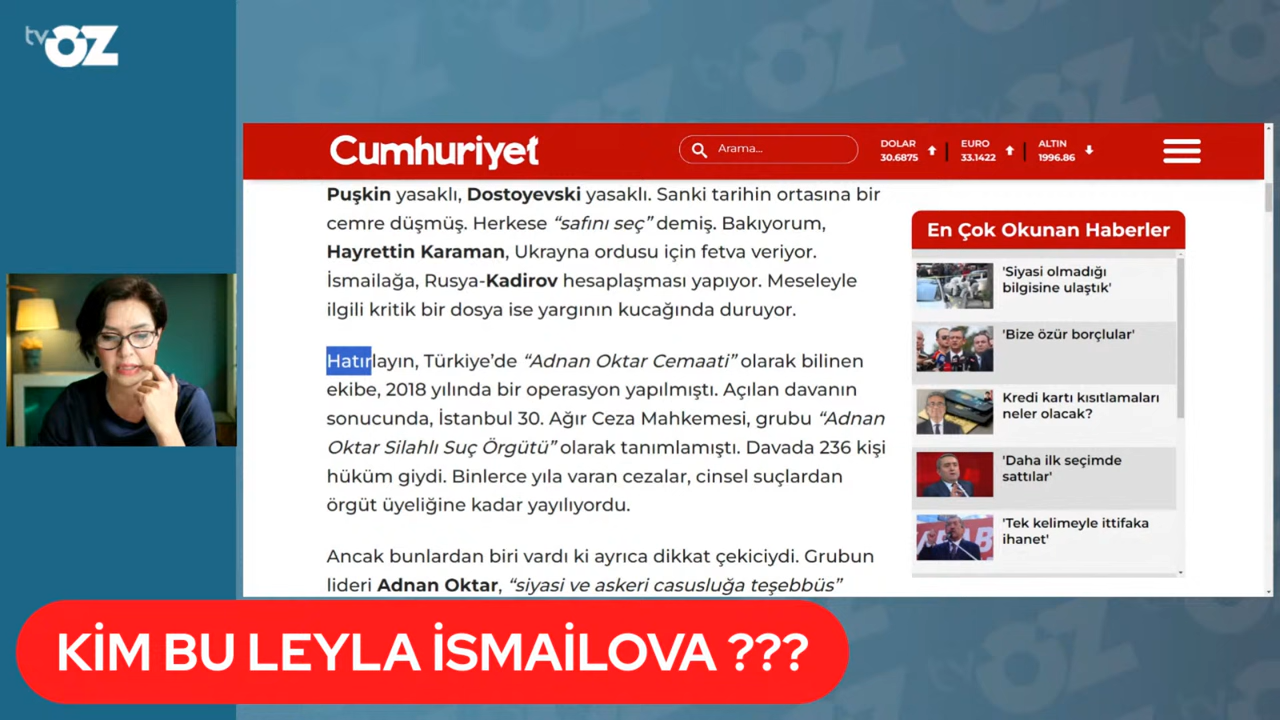 tv ÖZ
Cumhuriyet
Arama...
DOLAR
30.6875
EURO
33.1422
ALTIN
1996.86
Puşkin yasaklı, Dostoyevski yasaklı. Sanki tarihin ortasına bir
cemre düşmüş. Herkese “safını seç” demiş. Bakıyorum,
Hayrettin Karaman, Ukrayna ordusu için fetva veriyor.
İsmailağa, Rusya-Kadirov hesaplaşması yapıyor. Meseleyle
ilgili kritik bir dosya ise yargının kucağında duruyor.
Hatırlayın, Türkiye’de “Adnan Oktar Cemaati” olarak bilinen
ekibe, 2018 yılında bir operasyon yapılmıştı. Açılan davanın
sonucunda, İstanbul 30. Ağır Ceza Mahkemesi, grubu “Adnan
Oktar Silahlı Suç Örgütü” olarak tanımlamıştı. Davada 236 kişi
hüküm giydi. Binlerce yıla varan cezalar, cinsel suçlardan
örgüt üyeliğine kadar yayılıyordu.
Ancak bunlardan biri vardı ki ayrıca dikkat çekiciydi. Grubun
lideri Adnan Oktar, “siyasi ve askeri casusluğa teşebbüs”
En Çok Okunan Haberler
'Siyasi olmadığı
bilgisine ulaştık'
'Bize özür borçlular'
Kredi kartı kısıtlamaları
neler olacak?
'Daha ilk seçimde
sattılar'
'Tek kelimeyle ittifaka
ihanet'
KİM BU LEYLA İSMAİLOVA ???